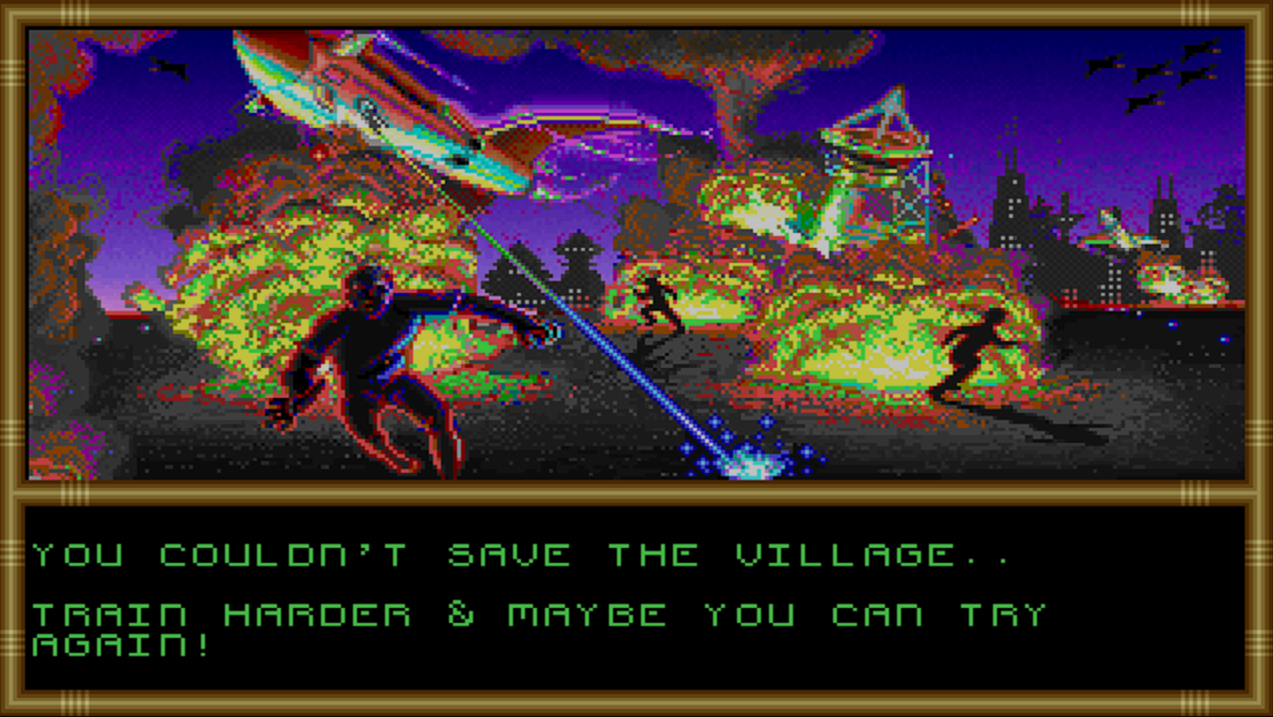 YOU COULDN'T SAVE THE VILLAGE..
TRAIN HARDER & MAYBE YOU CAN TRY
AGAIN!